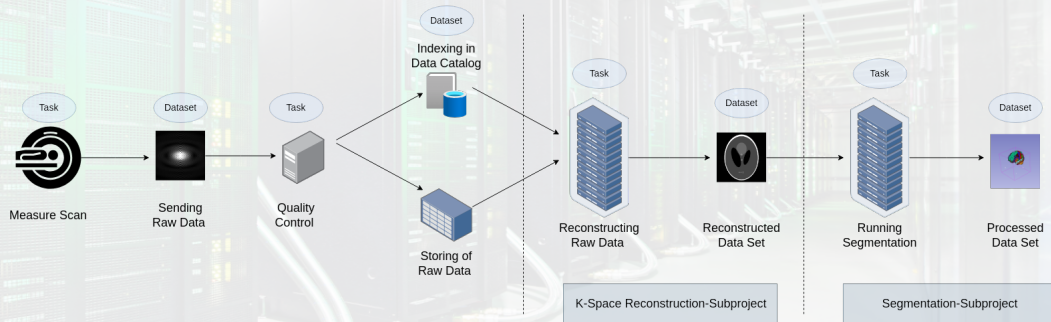 Task
Measure Scan
Dataset
Sending
Raw Data
Task
Quality
Control
Dataset
Indexing in
Data Catalog
Storing of
Raw Data
Task
Reconstructing
Raw Data
Dataset
Reconstructed
Data Set
K-Space Reconstruction-Subproject
Task
Running
Segmentation
Dataset
Processed
Data Set
Segmentation-Subproject